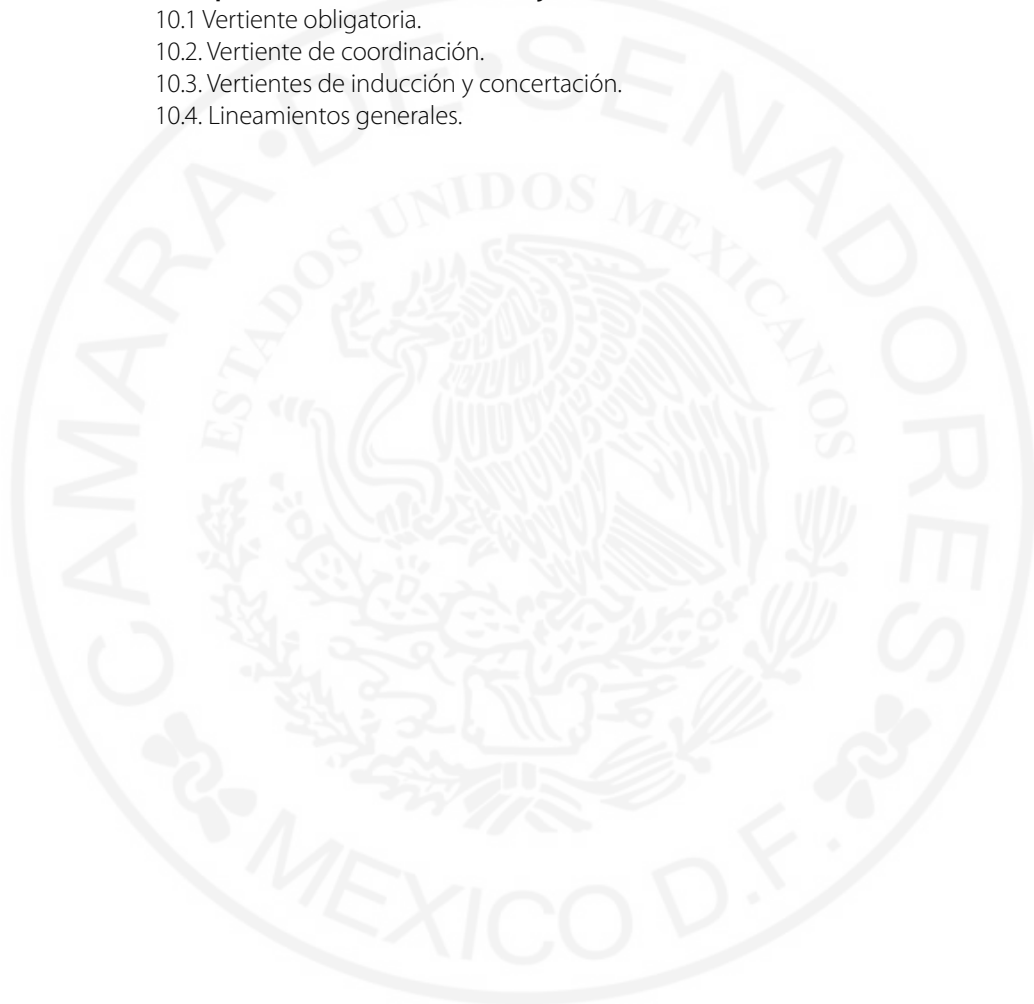 10.1 Vertiente obligatoria.
10.2. Vertiente de coordinación.
10.3. Vertientes de inducción y concertación.
10.4. Lineamientos generales.
CAMARA•DE•SENADORES
ESTADOS UNIDOS MEXICANOS
MEXICO D.F.